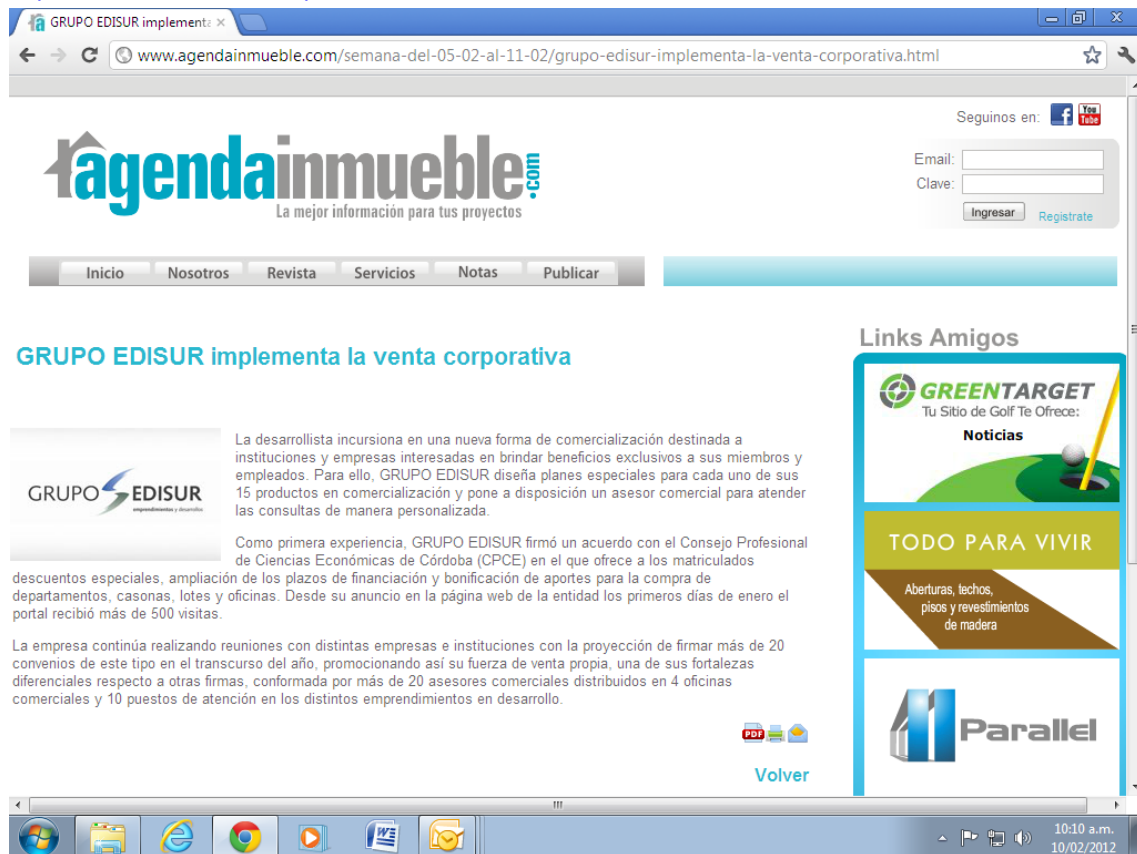 GRUPO EDISUR implementa
www.agendainmueble.com/semana-del-05-02-al-11-02/grupo-edisur-implementa-la-venta-corporativa.html
Seguinos en:
You Tube
agendainmueble.com
La mejor información para tus proyectos
Email:
Clave:
Ingresar Registrate
Inicio Nosotros Revista Servicios Notas Publicar
GRUPO EDISUR implementa la venta corporativa
GRUPO EDISUR
emprendimientos y desarrollos
La desarrollista incursiona en una nueva forma de comercialización destinada a
instituciones y empresas interesadas en brindar beneficios exclusivos a sus miembros y
empleados. Para ello, GRUPO EDISUR diseña planes especiales para cada uno de sus
15 productos en comercialización y pone a disposición un asesor comercial para atender
las consultas de manera personalizada.
Como primera experiencia, GRUPO EDISUR firmó un acuerdo con el Consejo Profesional
de Ciencias Económicas de Córdoba (CPCE) en el que ofrece a los matriculados
descuentos especiales, ampliación de los plazos de financiación y bonificación de aportes para la compra de
departamentos, casonas, lotes y oficinas. Desde su anuncio en la página web de la entidad los primeros días de enero el
portal recibió más de 500 visitas.
La empresa continúa realizando reuniones con distintas empresas e instituciones con la proyección de firmar más de 20
convenios de este tipo en el transcurso del año, promocionando así su fuerza de venta propia, una de sus fortalezas
diferenciales respecto a otras firmas, conformada por más de 20 asesores comerciales distribuidos en 4 oficinas
comerciales y 10 puestos de atención en los distintos emprendimientos en desarrollo.
PDF
Volver
Links Amigos
GREENTARGET
Tu Sitio de Golf Te Ofrece:
Noticias
TODO PARA VIVIR
Aberturas, techos,
pisos y revestimientos
de madera
Parallel
10:10 a.m.
10/02/2012